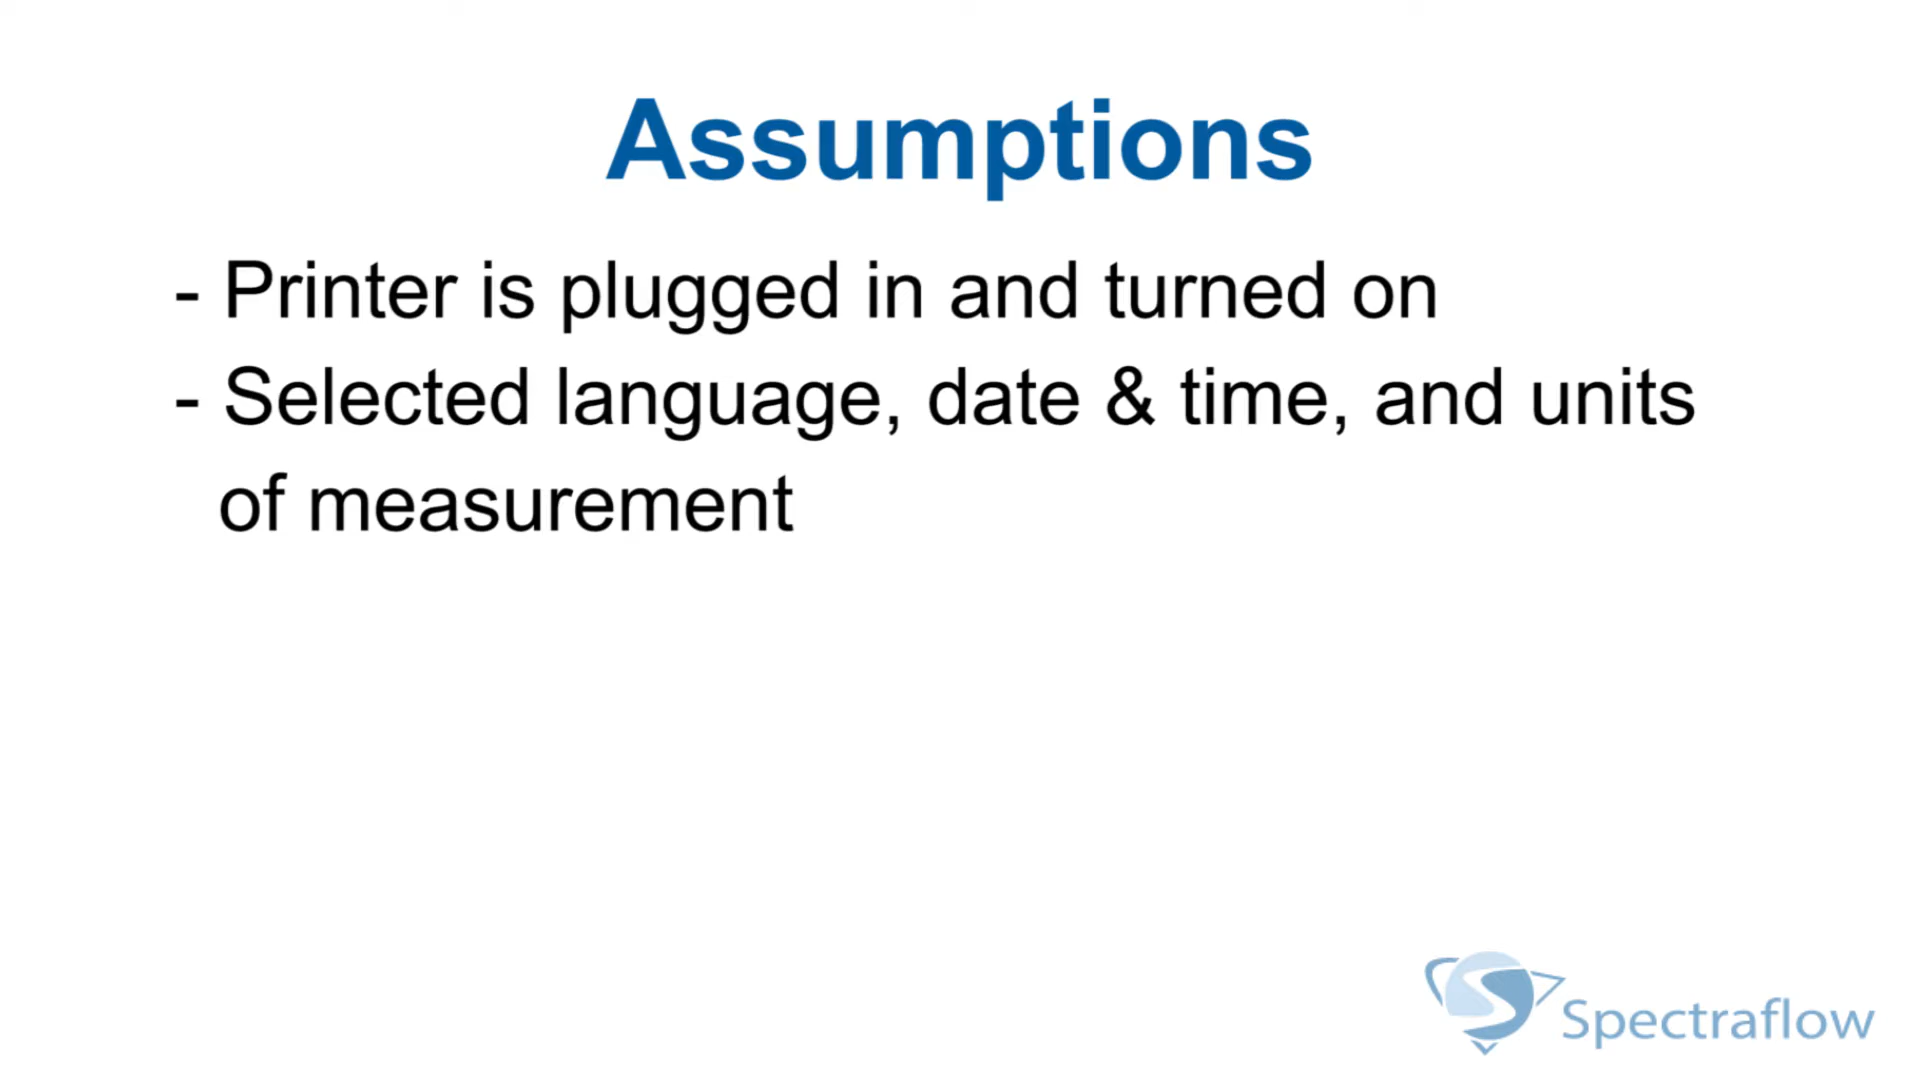 Assumptions
- Printer is plugged in and turned on
- Selected language, date & time, and units
of measurement
Spectraflow